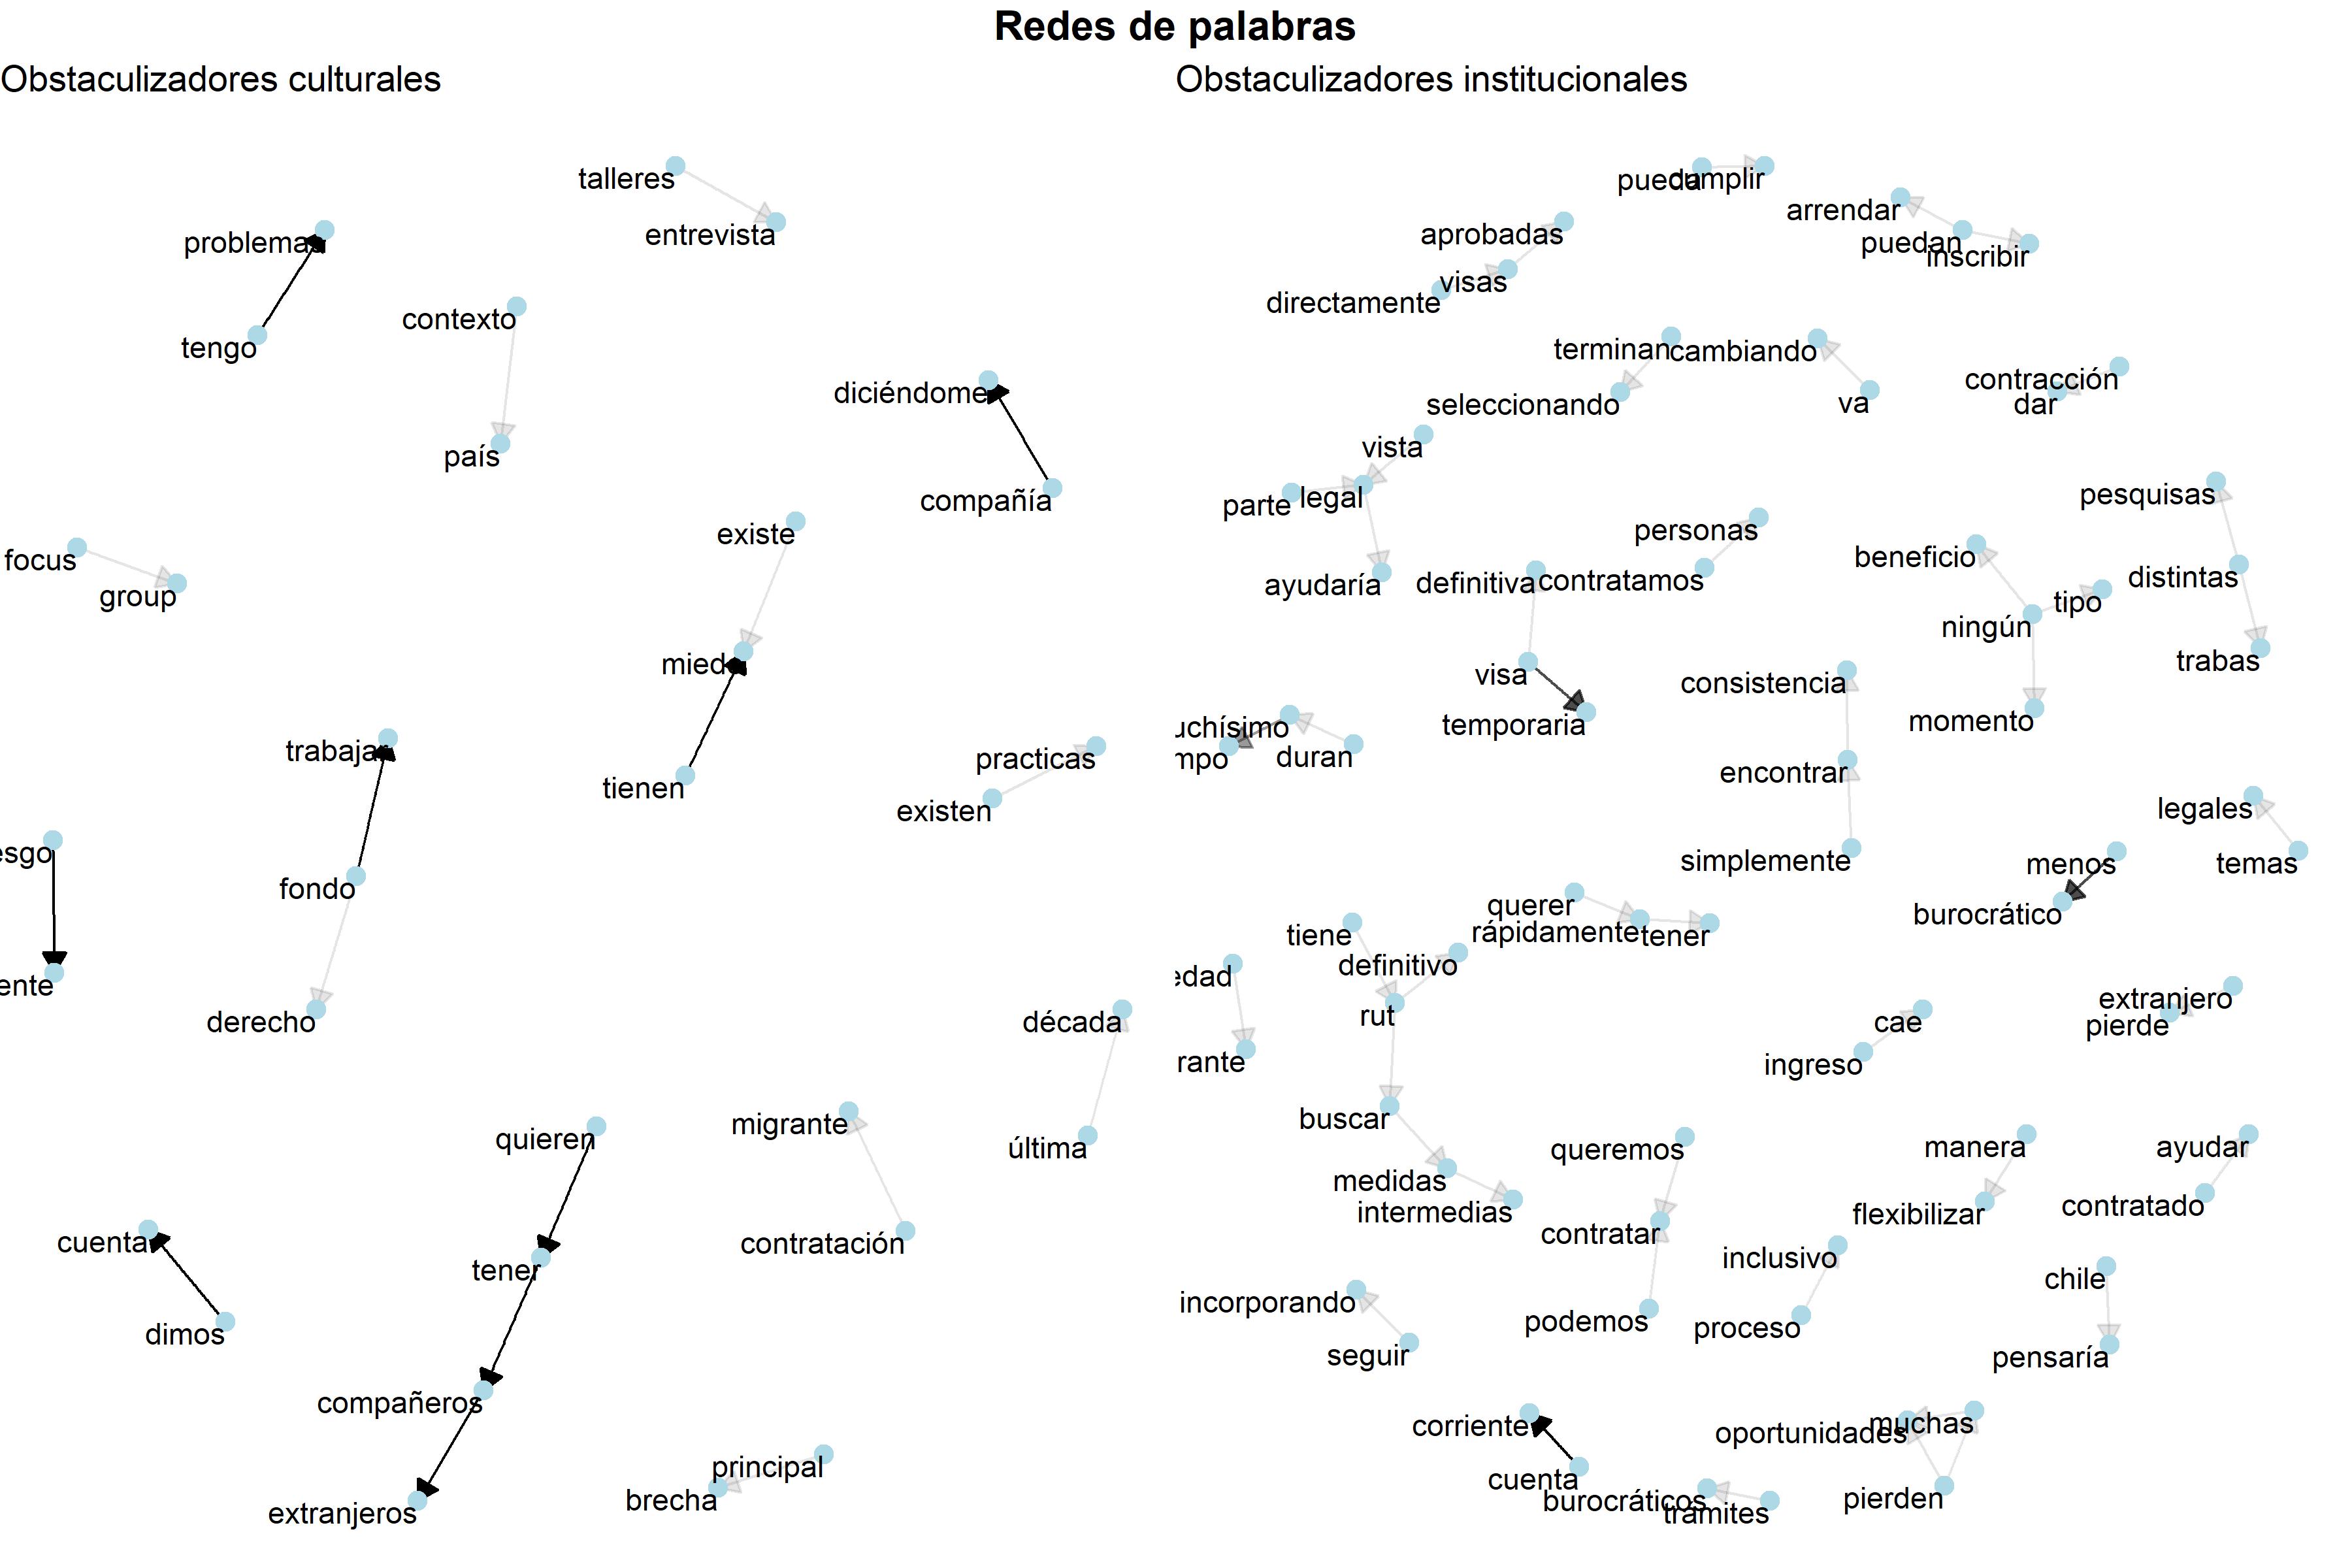 Redes de palabras
Obstaculizadores culturales
talleres
entrevista
problemas
tengo
contexto
país
diciéndome
compañía
existe
focus
group
miedo
tienen
trabajar
practicas
existen
esgo
fondo
ente
derecho
década
última
quieren
migrante
tener
contratación
cuenta
dimos
compañeros
extranjeros
principal
brecha
Obstaculizadores institucionales
pueda
cumplir
arrendar
puedan
inscribir
aprobadas
visas
directamente
terminan
cambiando
seleccionando
va
contracción
dar
vista
parte
legal
ayudaría
pesquisas
distintas
trabas
personas
definitiva
contratamos
beneficio
tipo
ningún
momento
visa
temporaria
consistencia
encontrar
simplemente
uchísimo
mpo
duran
legales
temas
menos
burocrático
querer
rápidamente
tener
tiene
definitivo
rut
edad
rante
extranjero
pierde
cae
ingreso
buscar
medidas
intermedias
queremos
contratar
podemos
manera
flexibilizar
ayudar
contratado
inclusivo
proceso
chile
pensaría
incorporando
seguir
corriente
cuenta
oportunidades
muchas
pierden
burocráticos
trámites